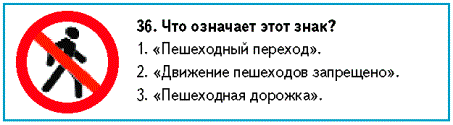 36. Что означает этот знак?
1. «Пешеходный переход».
2. «Движение пешеходов запрещено».
3. «Пешеходная дорожка».